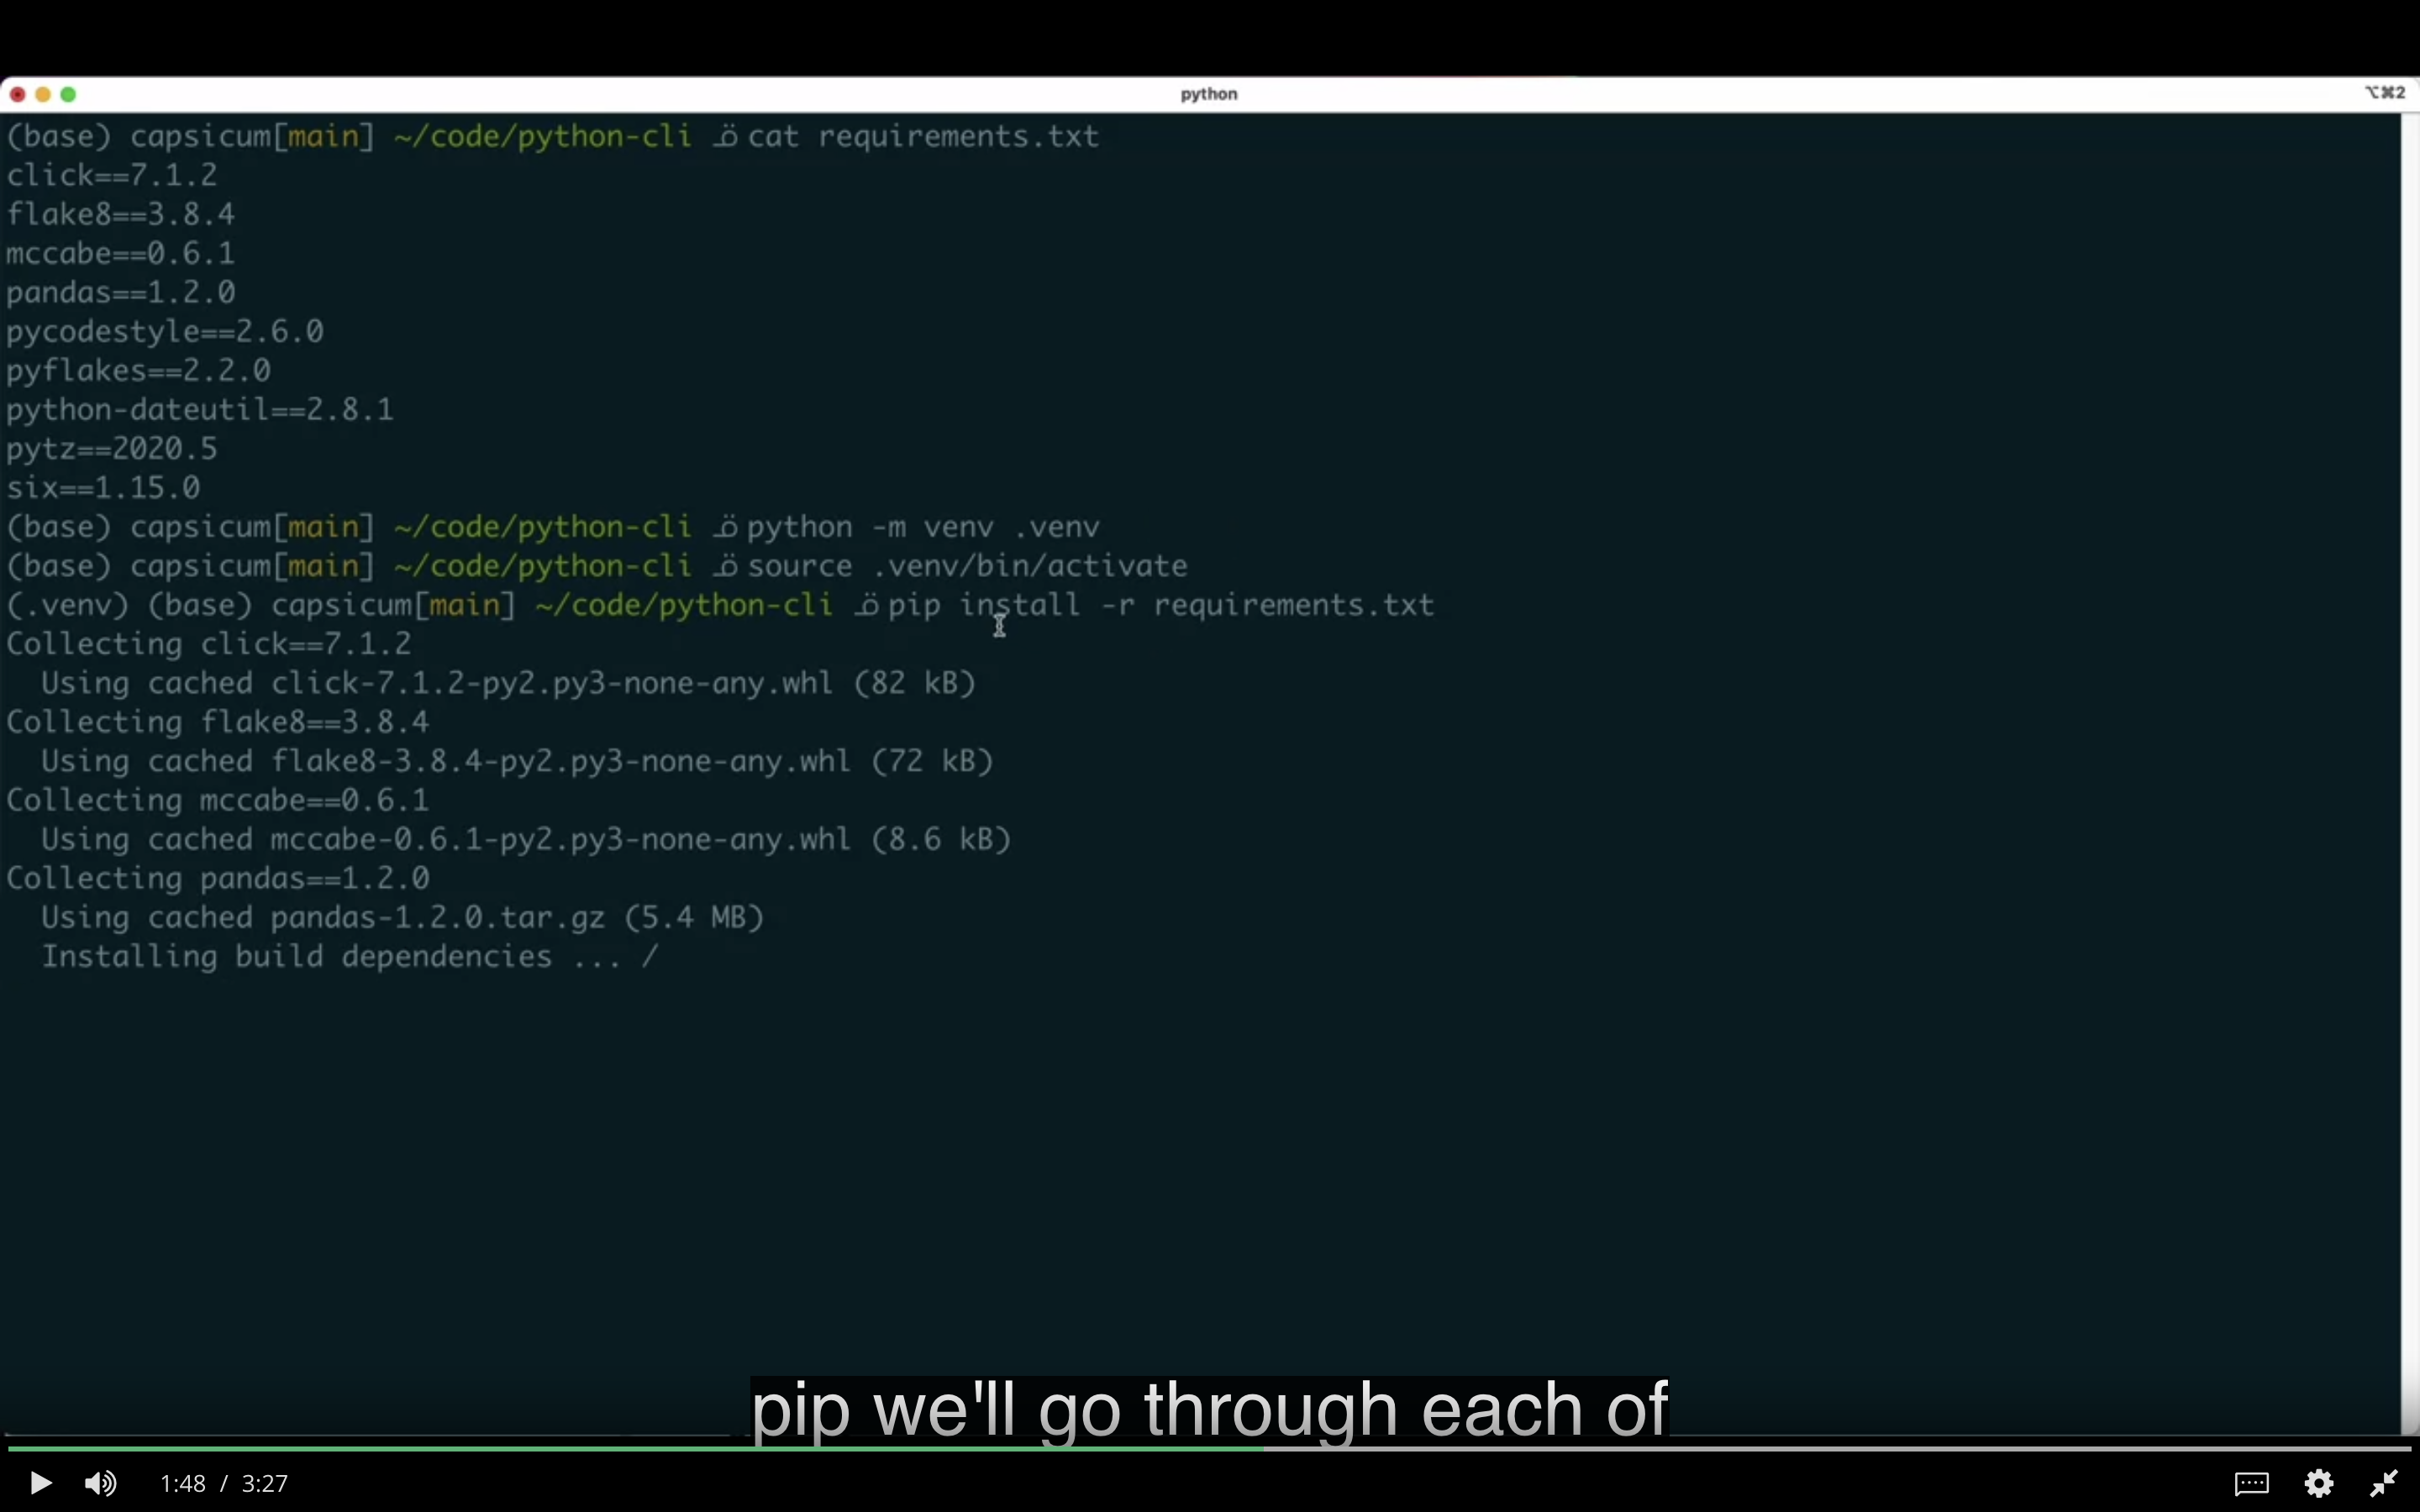 python
⌥⌘2
(base) capsicum[main] ~/code/python-cli cat requirements.txt
click==7.1.2
flake8==3.8.4
mccabe==0.6.1
pandas==1.2.0
pycodestyle==2.6.0
pyflakes==2.2.0
python-dateutil==2.8.1
pytz==2020.5
six==1.15.0
(base) capsicum[main] ~/code/python-cli python -m venv .venv
(base) capsicum[main] ~/code/python-cli source .venv/bin/activate
(.venv) (base) capsicum[main] ~/code/python-cli pip install -r requirements.txt
Collecting click==7.1.2
  Using cached click-7.1.2-py2.py3-none-any.whl (82 kB)
Collecting flake8==3.8.4
  Using cached flake8-3.8.4-py2.py3-none-any.whl (72 kB)
Collecting mccabe==0.6.1
  Using cached mccabe-0.6.1-py2.py3-none-any.whl (8.6 kB)
Collecting pandas==1.2.0
  Using cached pandas-1.2.0.tar.gz (5.4 MB)
  Installing build dependencies ... /
pip we'll go through each of
1:48 / 3:27